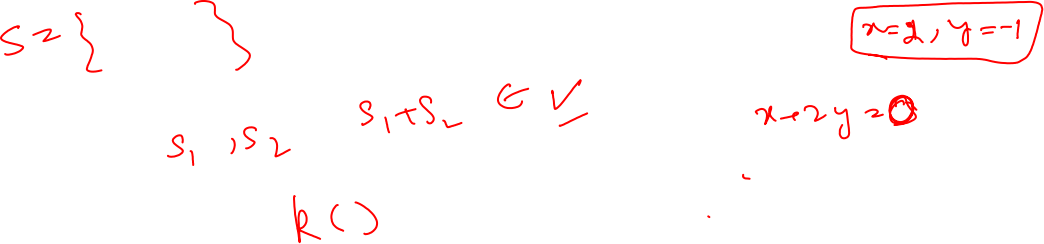 S = {      }
x=2, y=-1
S₁+S₂ ∈ V
x+2y=0
S₁, S₂
k( )